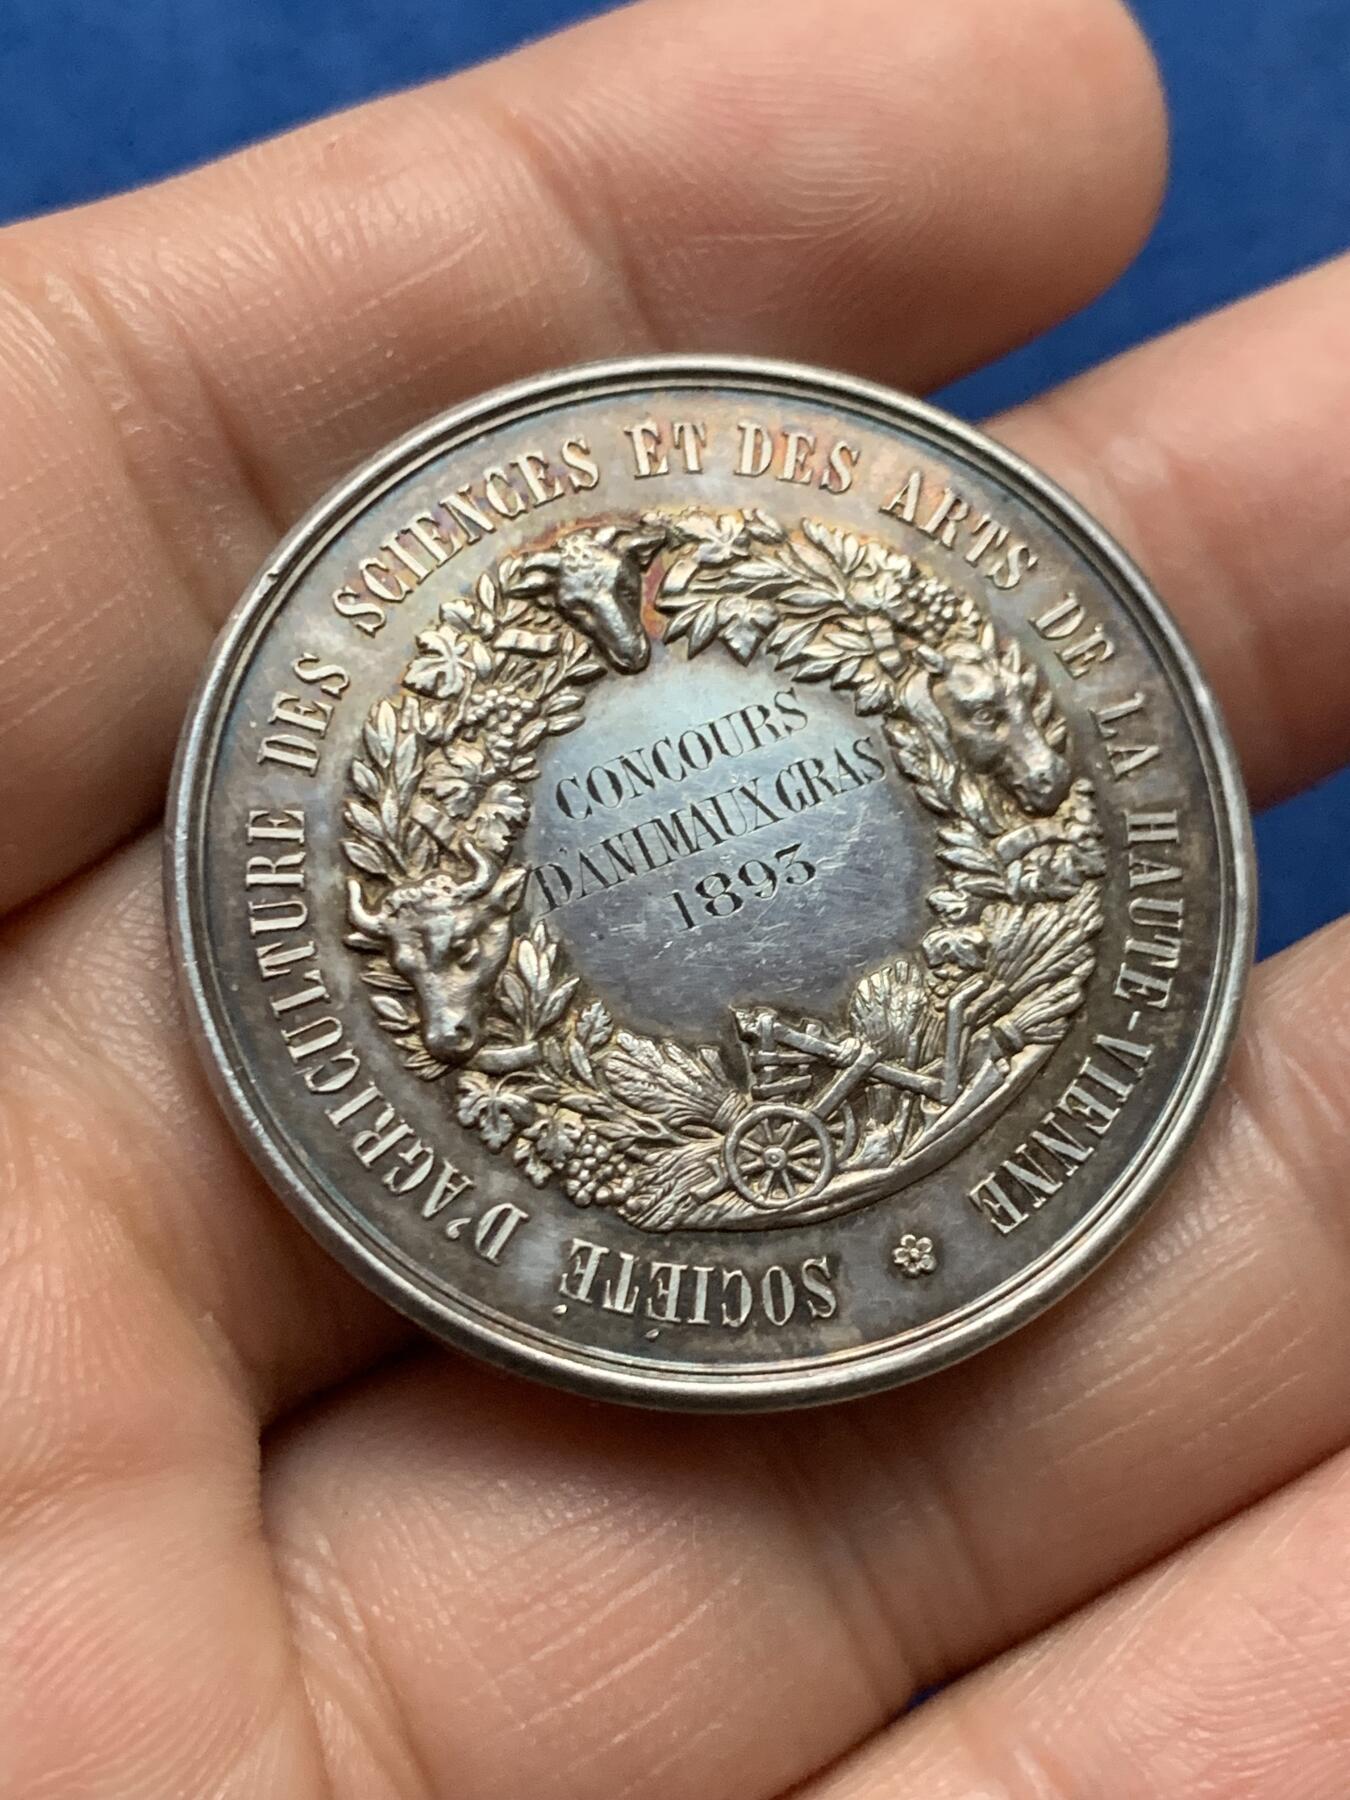 SOCIÉTÉ D'AGRICULTURE DES SCIENCES ET DES ARTS DE LA HAUTE-VIENNE
CONCOURS
D'ANIMAUX GRAS
1893